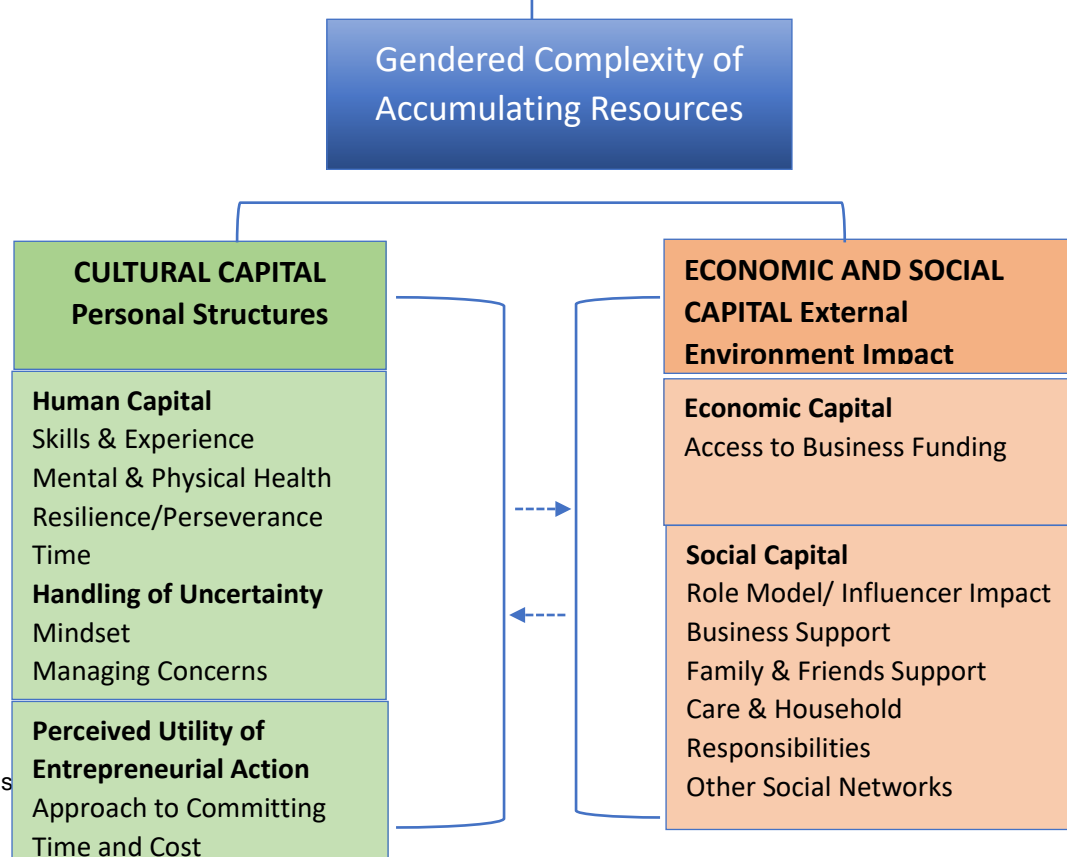 Gendered Complexity of
Accumulating Resources
CULTURAL CAPITAL
Personal Structures
Human Capital
Skills & Experience
Mental & Physical Health
Resilience/Perseverance
Time
Handling of Uncertainty
Mindset
Managing Concerns
Perceived Utility of
Entrepreneurial Action
Approach to Committing
Time and Cost
s
ECONOMIC AND SOCIAL
CAPITAL External
Environment Impact
Economic Capital
Access to Business Funding
Social Capital
Role Model/ Influencer Impact
Business Support
Family & Friends Support
Care & Household
Responsibilities
Other Social Networks